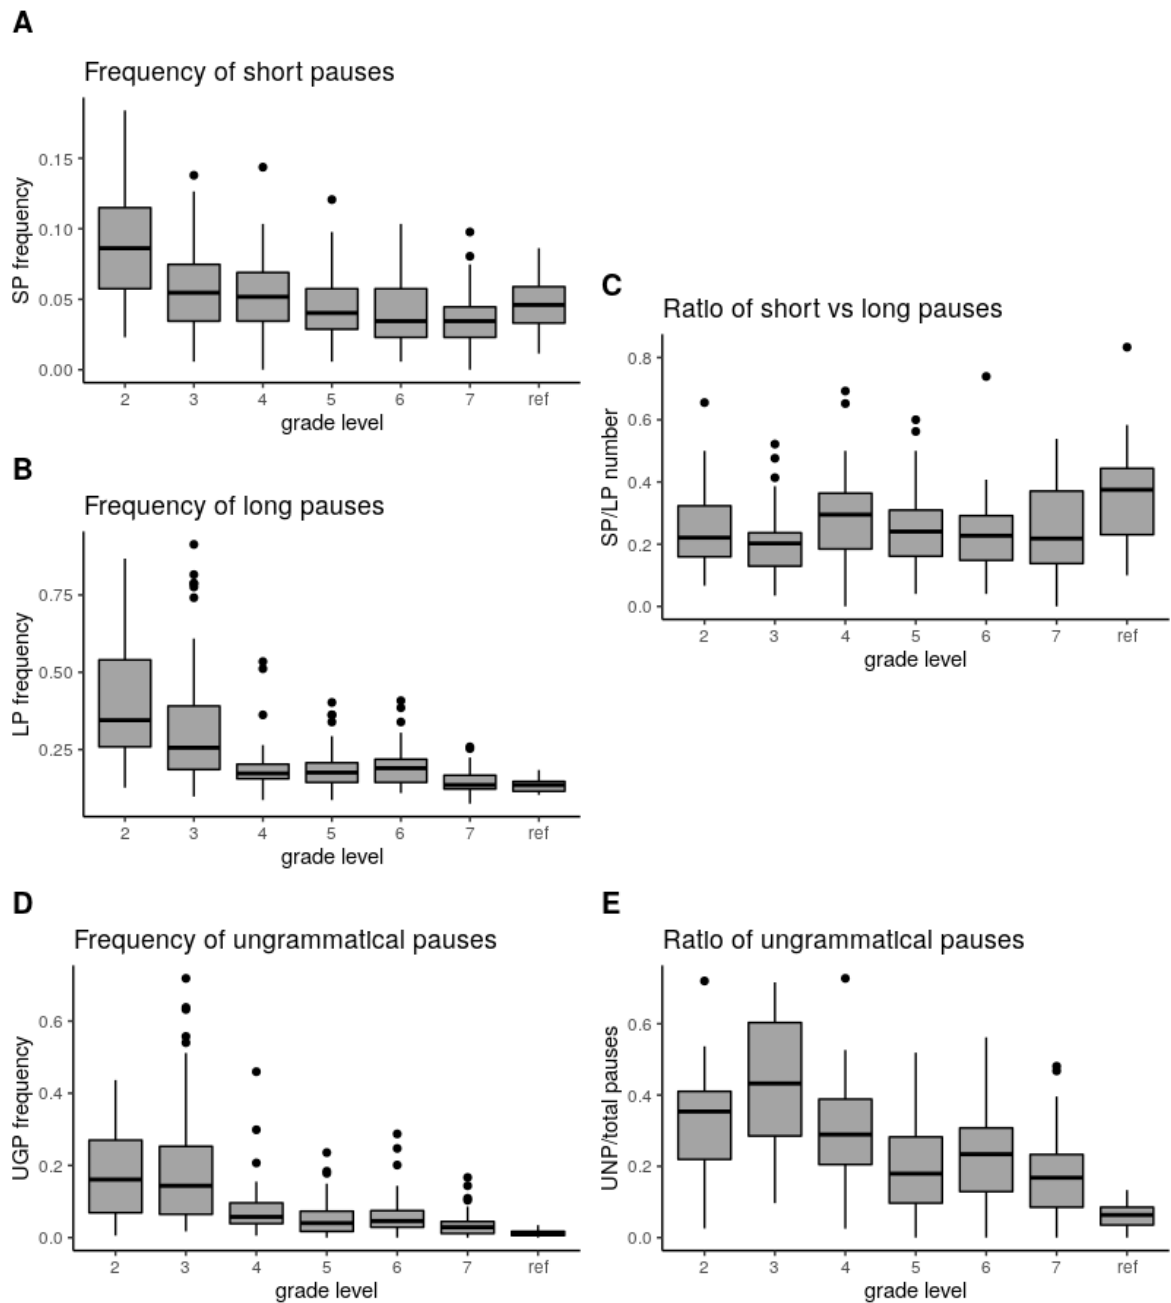 A
Frequency of short pauses
SP frequency
0.15
0.10
0.05
0.00
2 3 4 5 6 7 ref
grade level
B
Frequency of long pauses
LP frequency
0.75
0.50
0.25
2 3 4 5 6 7 ref
grade level
C
Ratio of short vs long pauses
SP/LP number
0.8
0.6
0.4
0.2
0.0
2 3 4 5 6 7 ref
grade level
D
Frequency of ungrammatical pauses
UGP frequency
0.6
0.4
0.2
0.0
2 3 4 5 6 7 ref
grade level
E
Ratio of ungrammatical pauses
UNP/total pauses
0.6
0.4
0.2
0.0
2 3 4 5 6 7 ref
grade level